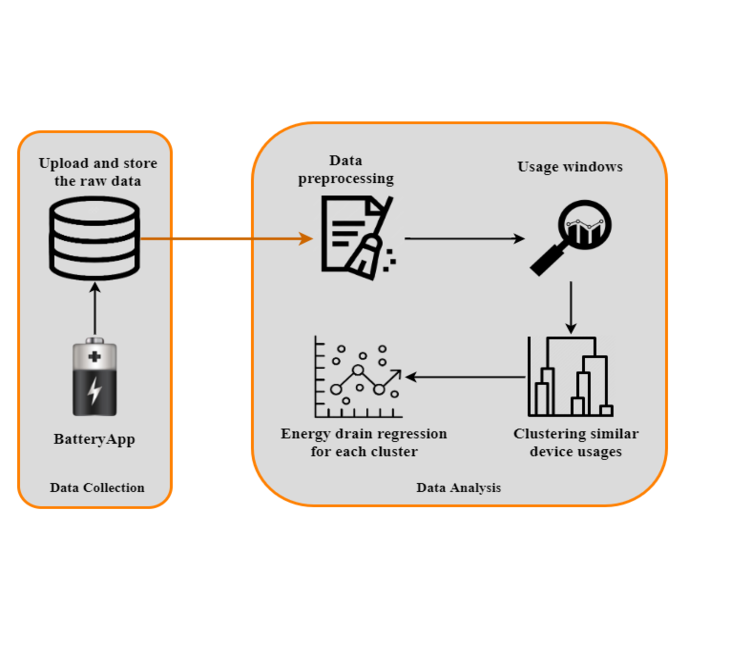 Upload and store
the raw data
BatteryApp
Data Collection
Data
preprocessing
Usage windows
Energy drain regression
for each cluster
Clustering similar
device usages
Data Analysis